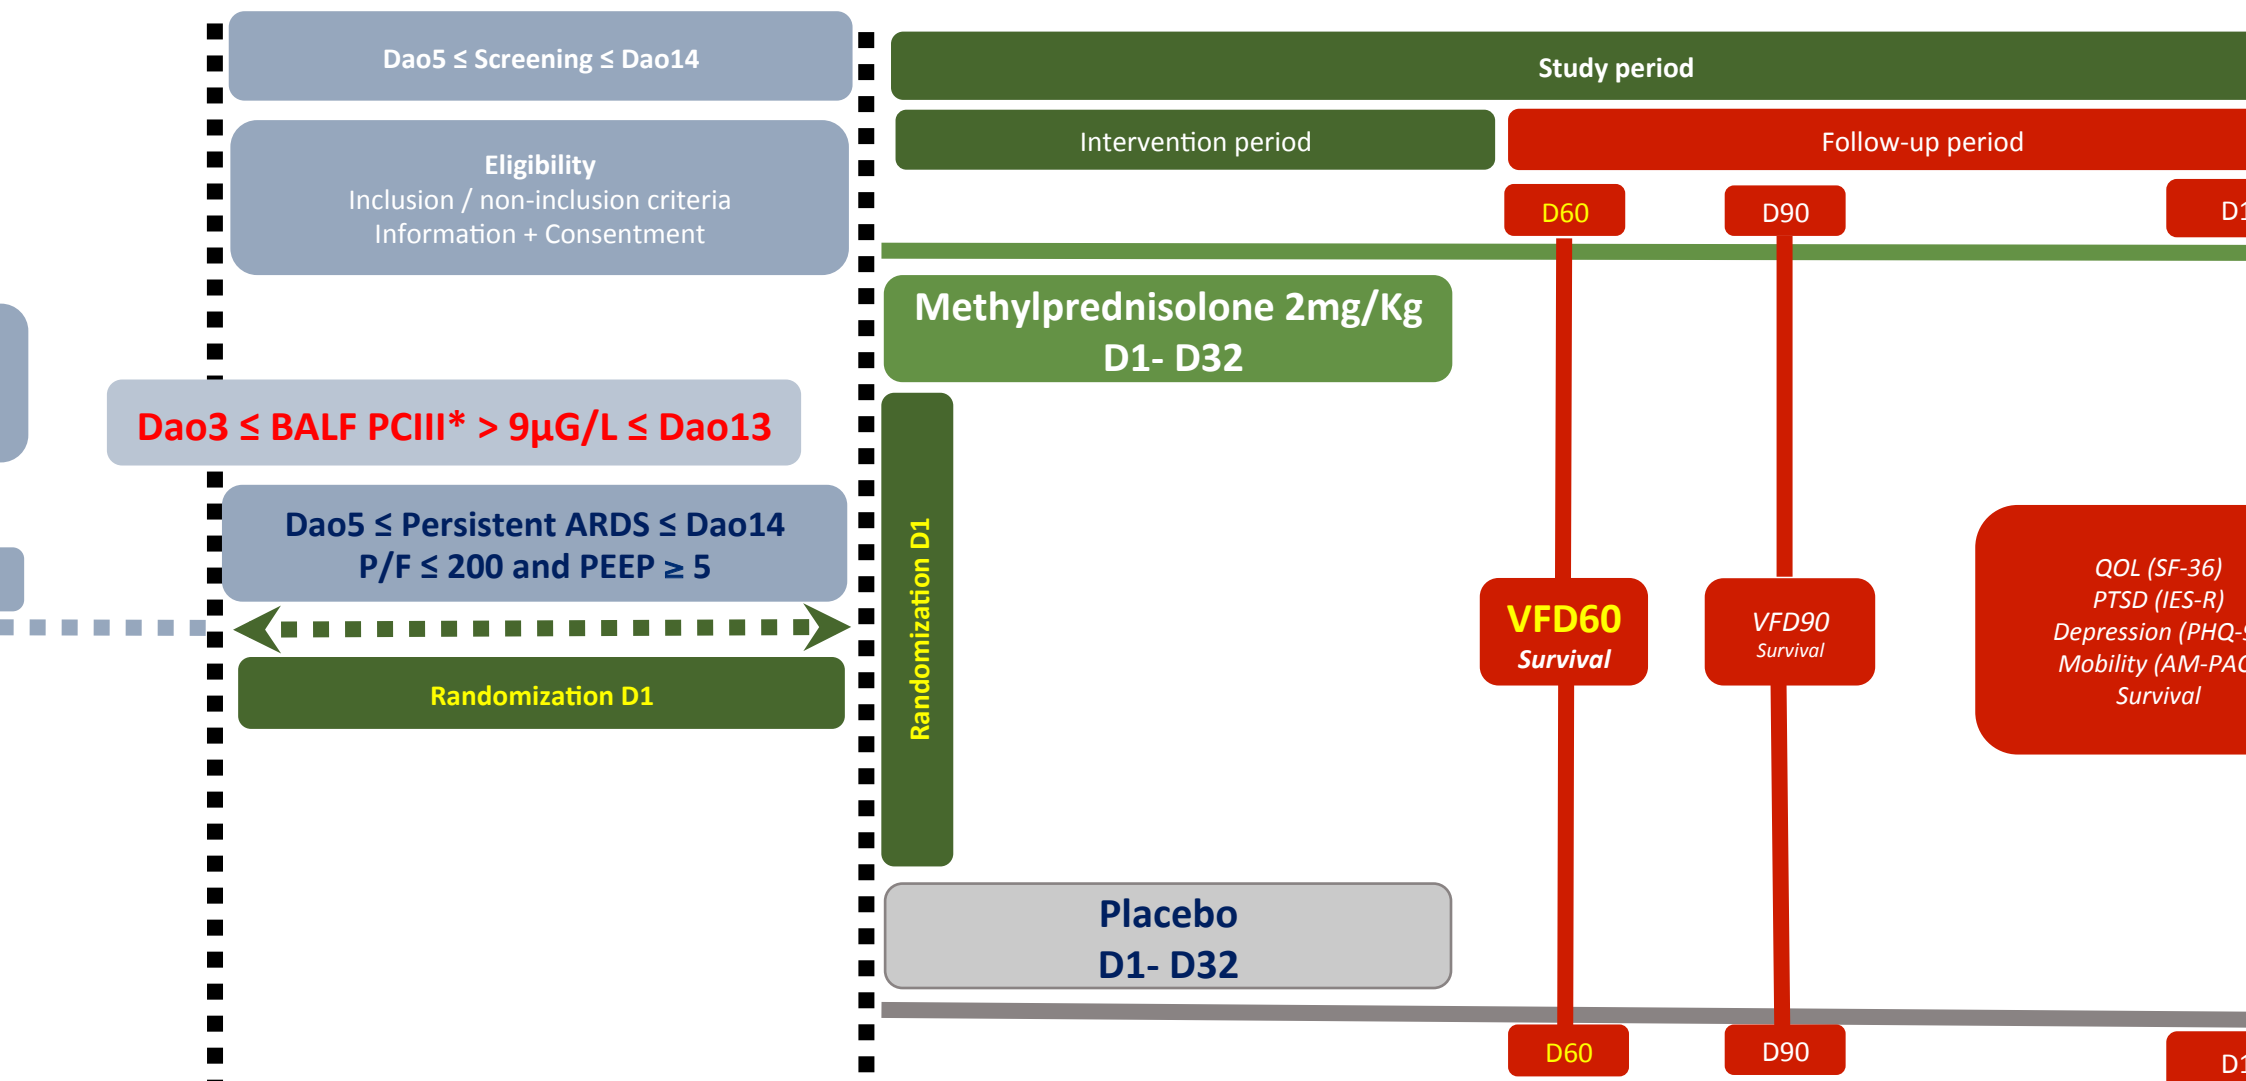 Dao5 ≤ Screening ≤ Dao14
Eligibility
Inclusion / non-inclusion criteria
Information + Consentment
Dao3 ≤ BALF PCIII* > 9µG/L ≤ Dao13
Dao5 ≤ Persistent ARDS ≤ Dao14
P/F ≤ 200 and PEEP ≥ 5
Randomization D1
Study period
Intervention period
Follow-up period
D60
D90
Methylprednisolone 2mg/Kg
D1- D32
Randomization D1
VFD60
Survival
VFD90
Survival
QOL (SF-36)
PTSD (IES-R)
Depression
Mobility
Survival
Placebo
D1- D32
D60
D90